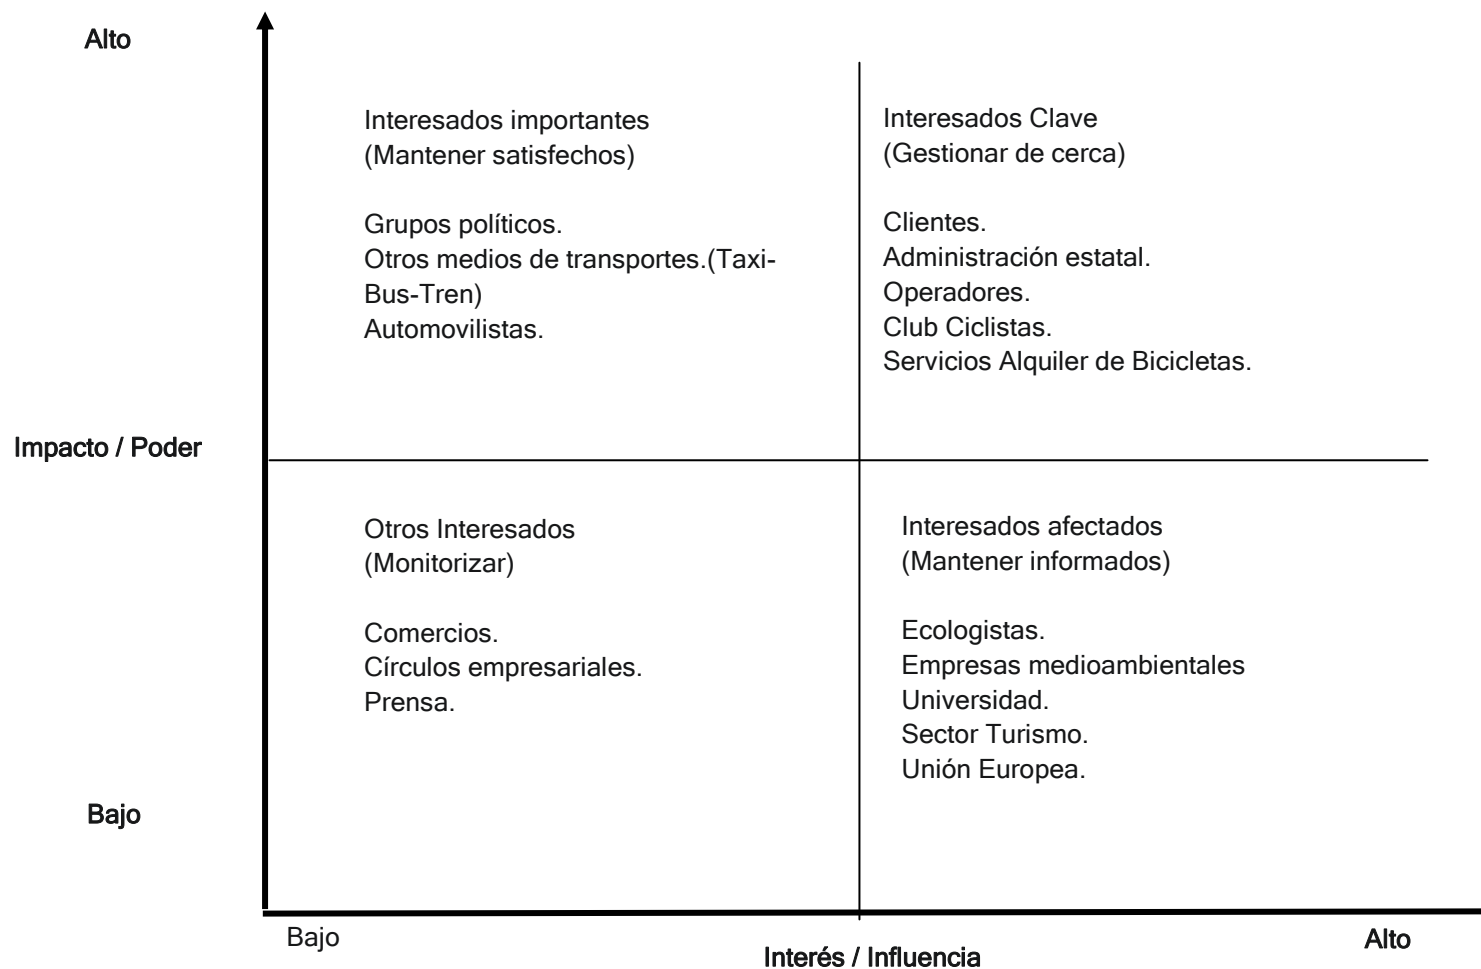 Alto
Interesados importantes
(Mantener satisfechos)
Grupos políticos.
Otros medios de transportes.(Taxi-
Bus-Tren)
Automovilistas.
Interesados Clave
(Gestionar de cerca)
Clientes.
Administración estatal.
Operadores.
Club Ciclistas.
Servicios Alquiler de Bicicletas.
Impacto / Poder
Otros Interesados
(Monitorizar)
Comercios.
Círculos empresariales.
Prensa.
Interesados afectados
(Mantener informados)
Ecologistas.
Empresas medioambientales
Universidad.
Sector Turismo.
Unión Europea.
Bajo
Bajo
Interés / Influencia
Alto